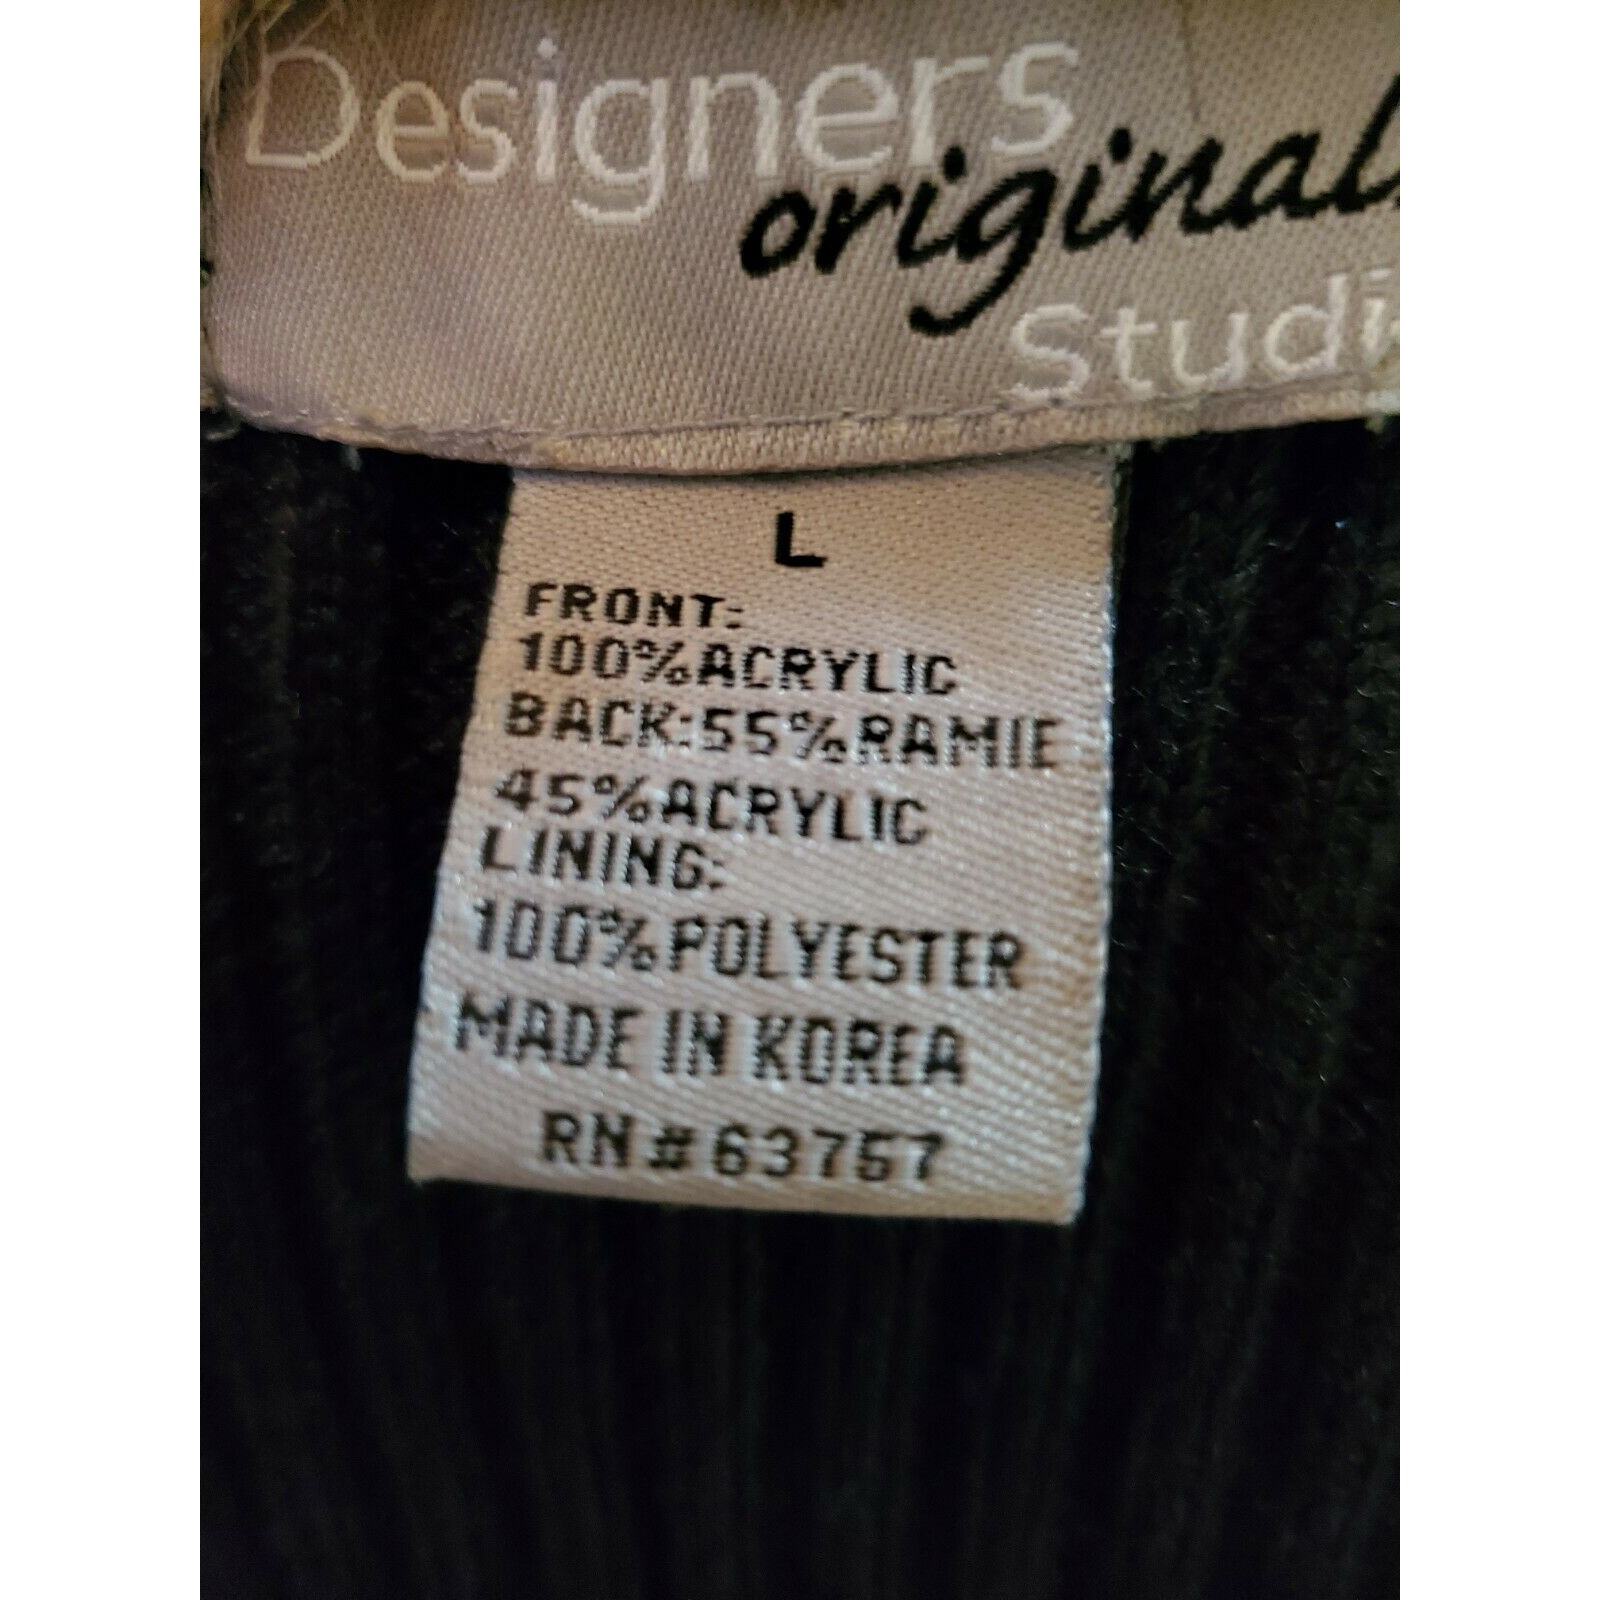 Designers
original
Studi
L
FRONT:
100%ACRYLIC
BACK:55%RAMIE
45%ACRYLIC
LINING:
100%POLYESTER
MADE IN KOREA
RN#63757